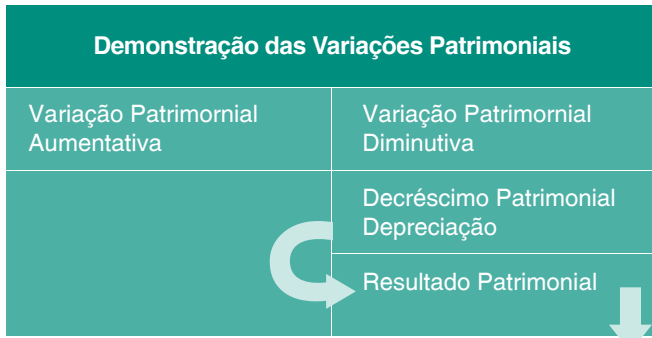 Demonstração das Variações Patrimoniais
Variação Patrimornial
Aumentativa
Variação Patrimornial
Diminutiva
Decréscimo Patrimonial
Depreciação
Resultado Patrimonial